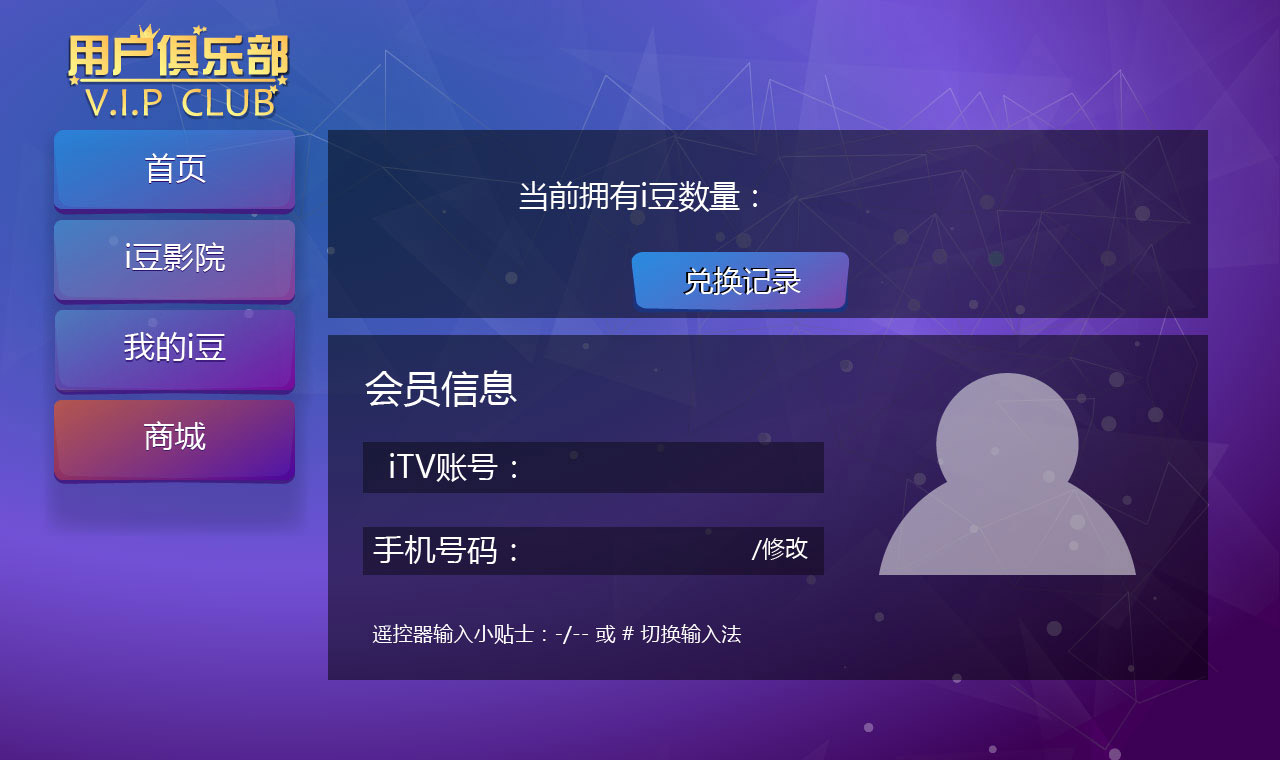 用户俱乐部
V.I.P CLUB
首页
i豆影院
我的i豆
商城
当前拥有i豆数量：
兑换记录
会员信息
iTV账号：
手机号码：
/修改
遥控器输入小贴士：-/-- 或 # 切换输入法